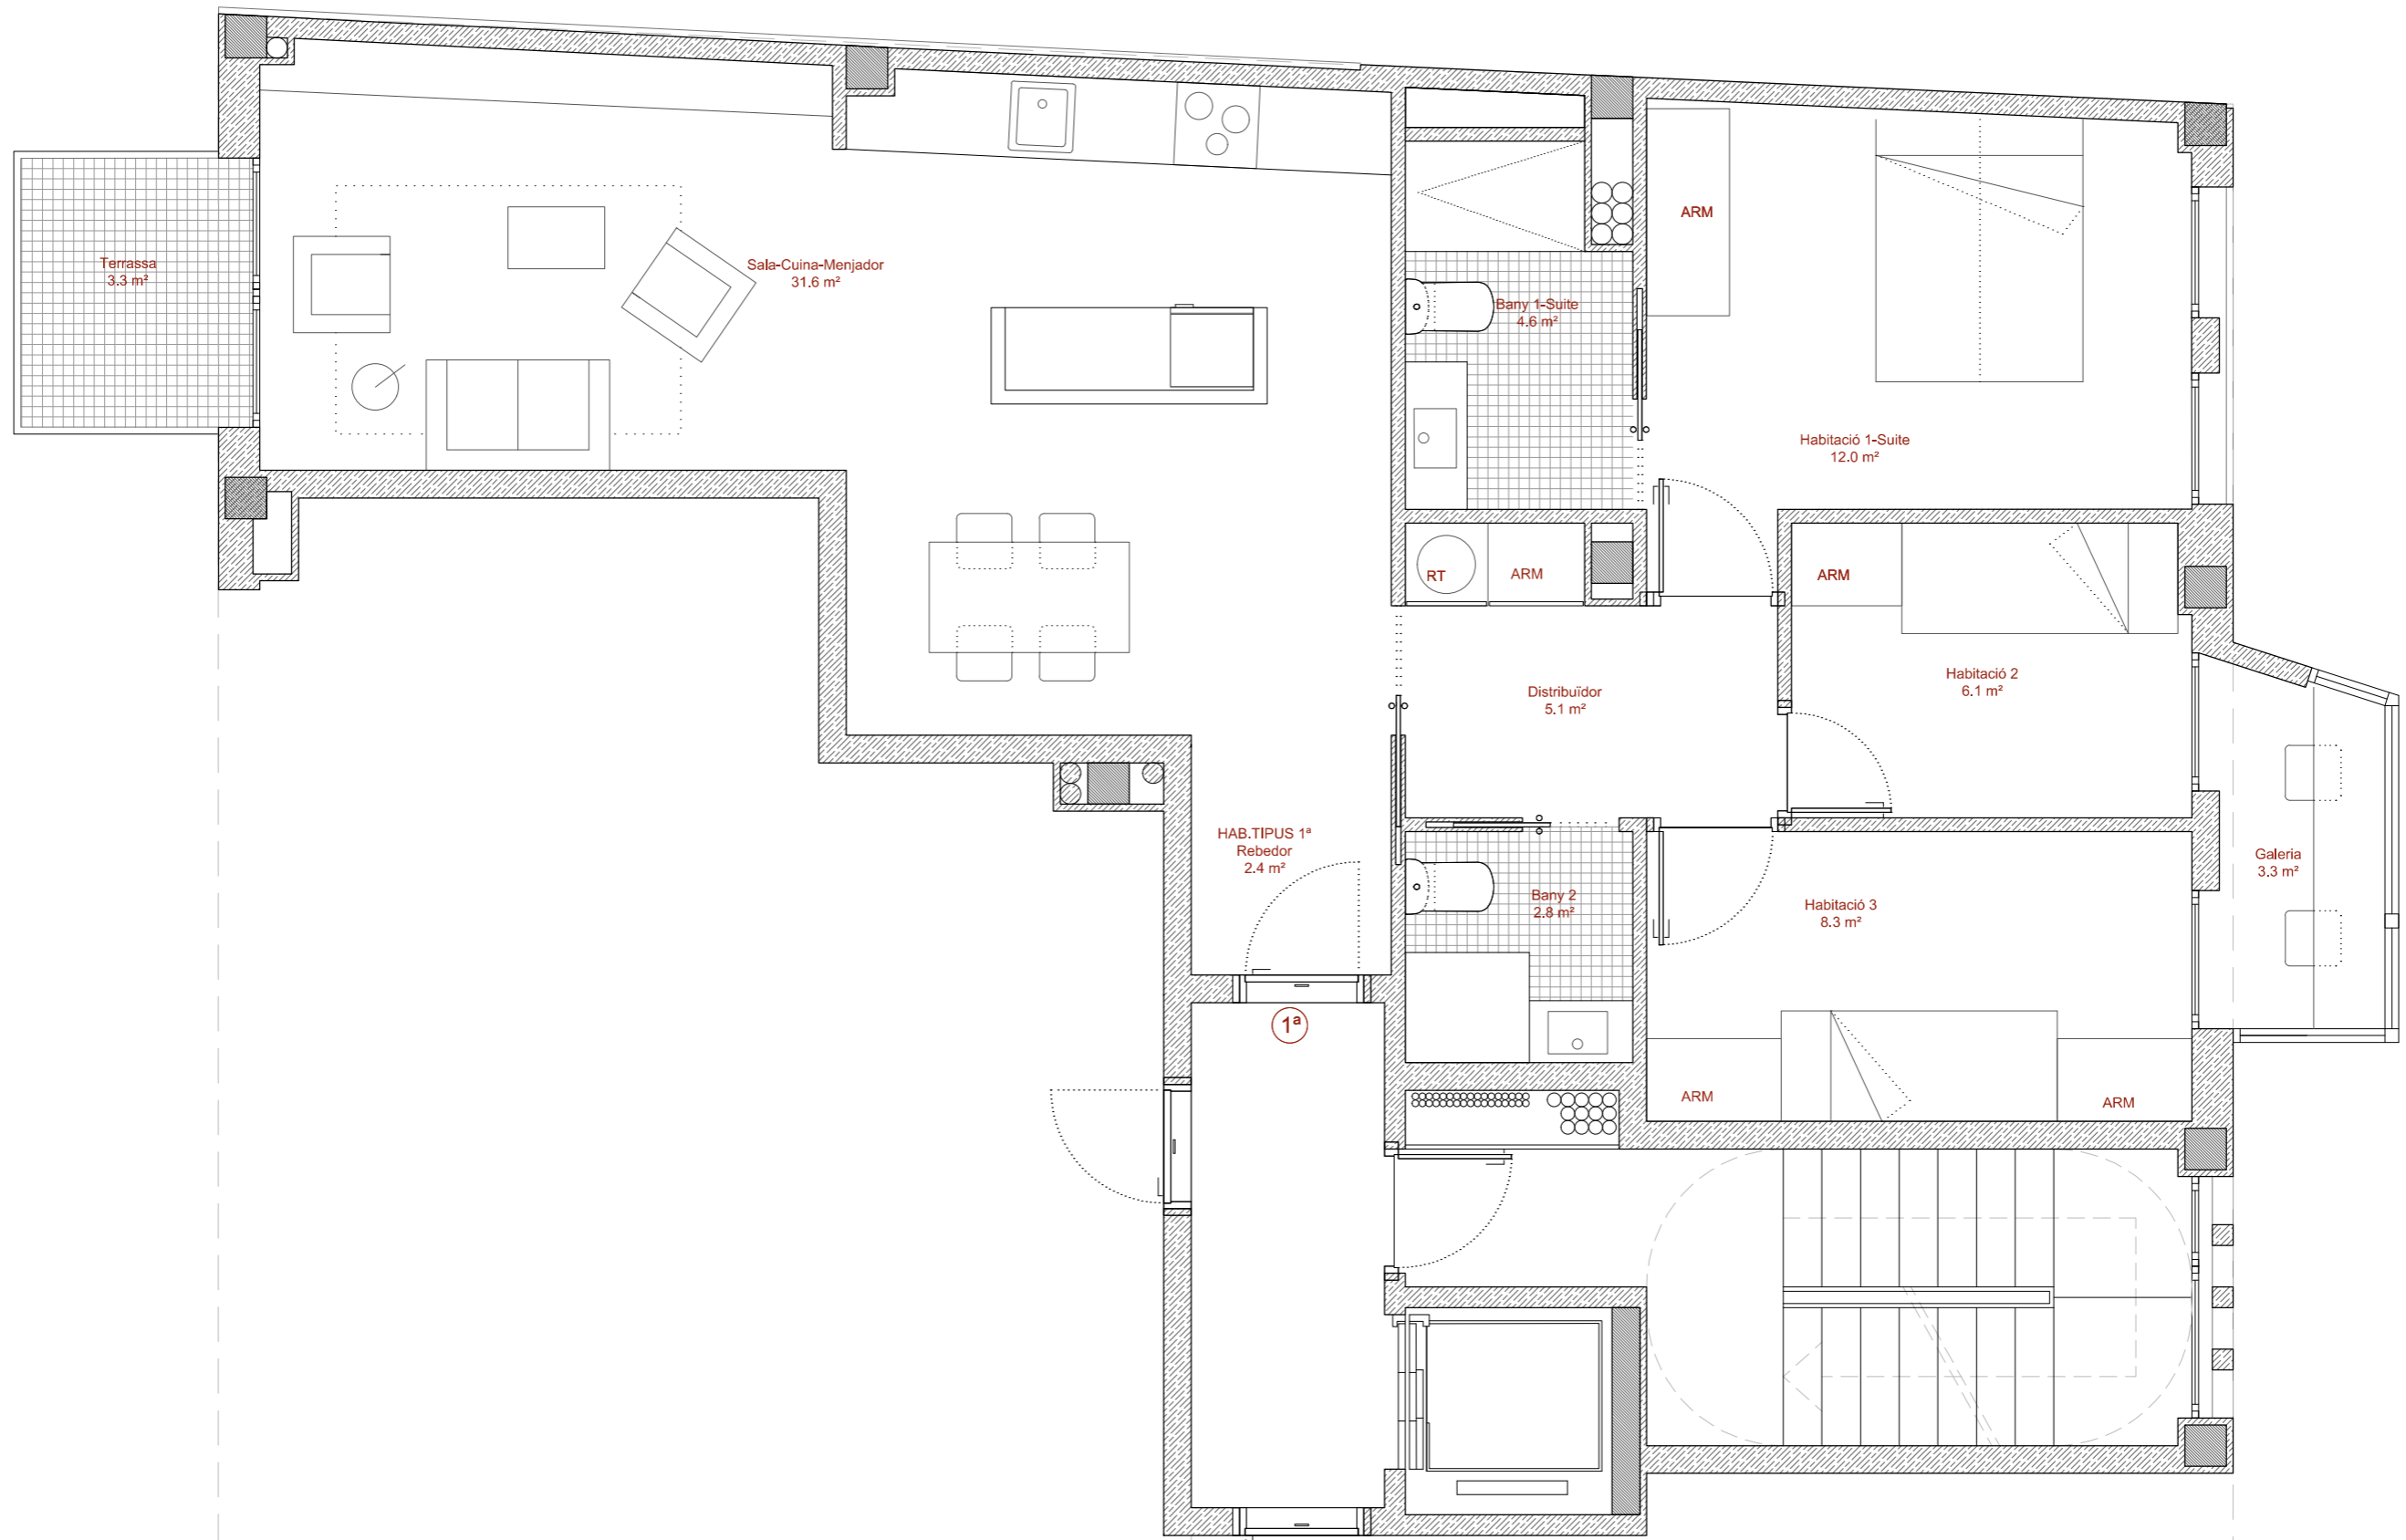 Terrassa
3.3 m²
Sala-Cuina-Menjador
31.6 m²
Bany 1-Suite
4.6 m²
ARM
Habitació 1-Suite
12.0 m²
RT
ARM
ARM
Habitació 2
6.1 m²
Distribuïdor
5.1 m²
HAB.TIPUS 1ª
Rebedor
2.4 m²
Bany 2
2.8 m²
Habitació 3
8.3 m²
Galeria
3.3 m²
1ª
ARM
ARM